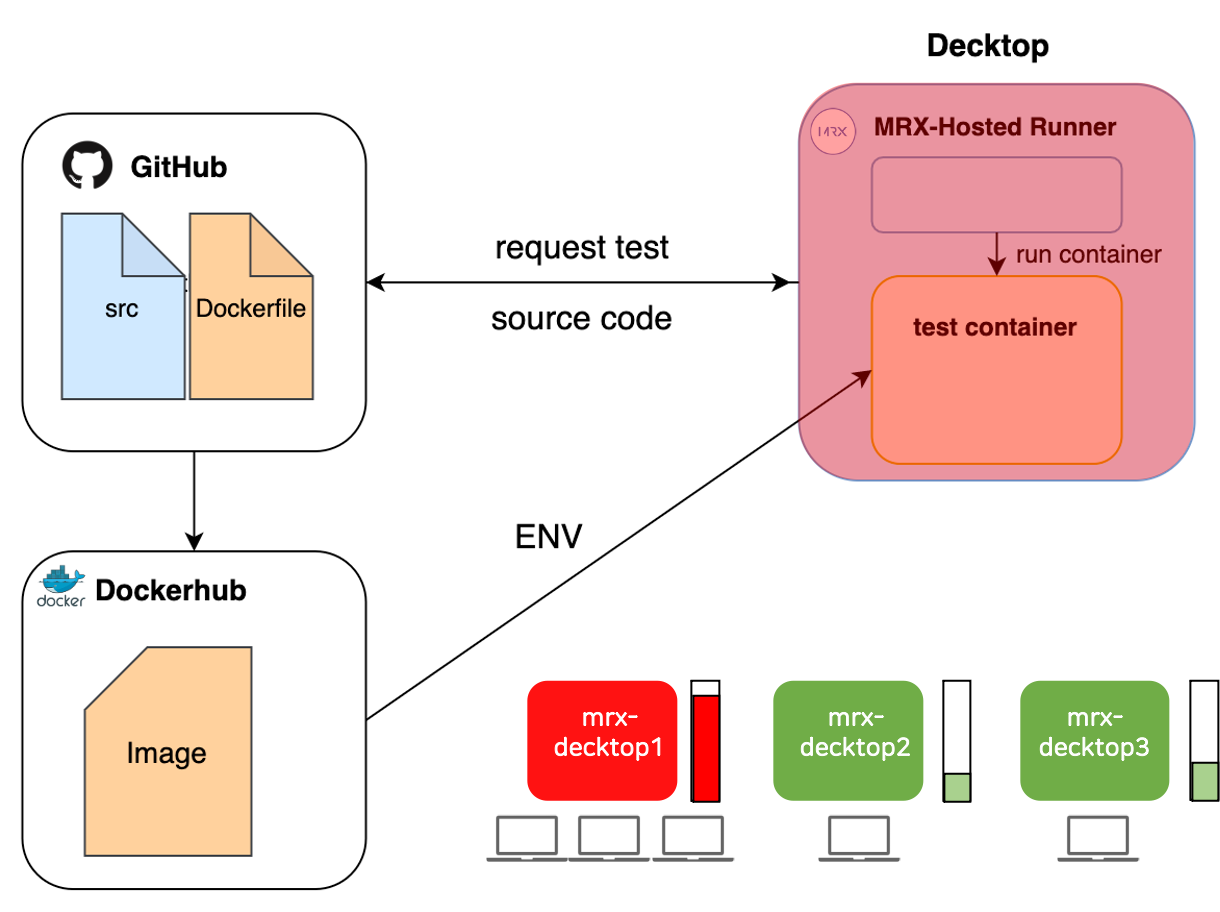 Decktop
MRX
MRX-Hosted Runner
GitHub
run container
request test
src
Dockerfile
source code
test container
ENV
docker
Dockerhub
Image
mrx-
decktop1
mrx-
decktop2
mrx-
decktop3